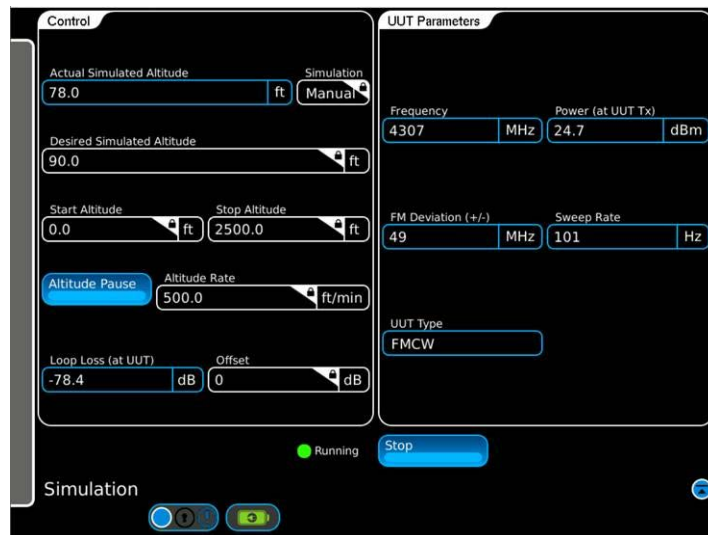 Control
Actual Simulated Altitude
78.0 ft
Simulation
Manual
Desired Simulated Altitude
90.0 ft
Start Altitude
0.0 ft
Stop Altitude
2500.0 ft
Altitude Pause
Altitude Rate
500.0 ft/min
Loop Loss (at UUT)
-78.4 dB
Offset
0 dB
UUT Parameters
Frequency
4307 MHz
Power (at UUT Tx)
24.7 dBm
FM Deviation (+/-)
49 MHz
Sweep Rate
101 Hz
UUT Type
FMCW
Running
Stop
Simulation